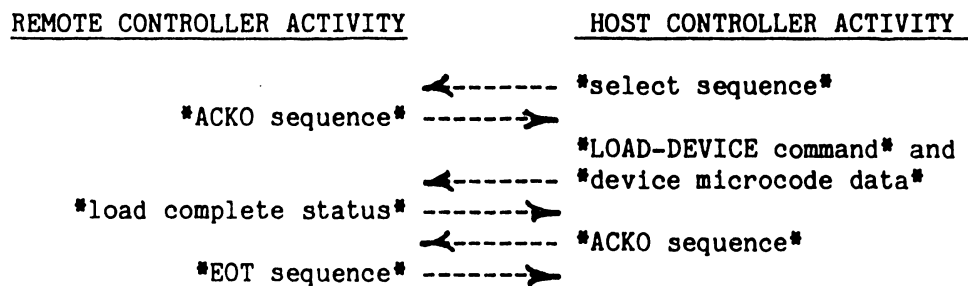 REMOTE CONTROLLER ACTIVITY HOST CONTROLLER ACTIVITY
*select sequence*
*ACKO sequence*
*LOAD-DEVICE command* and
*device microcode data*
*load complete status*
*ACKO sequence*
*EOT sequence*